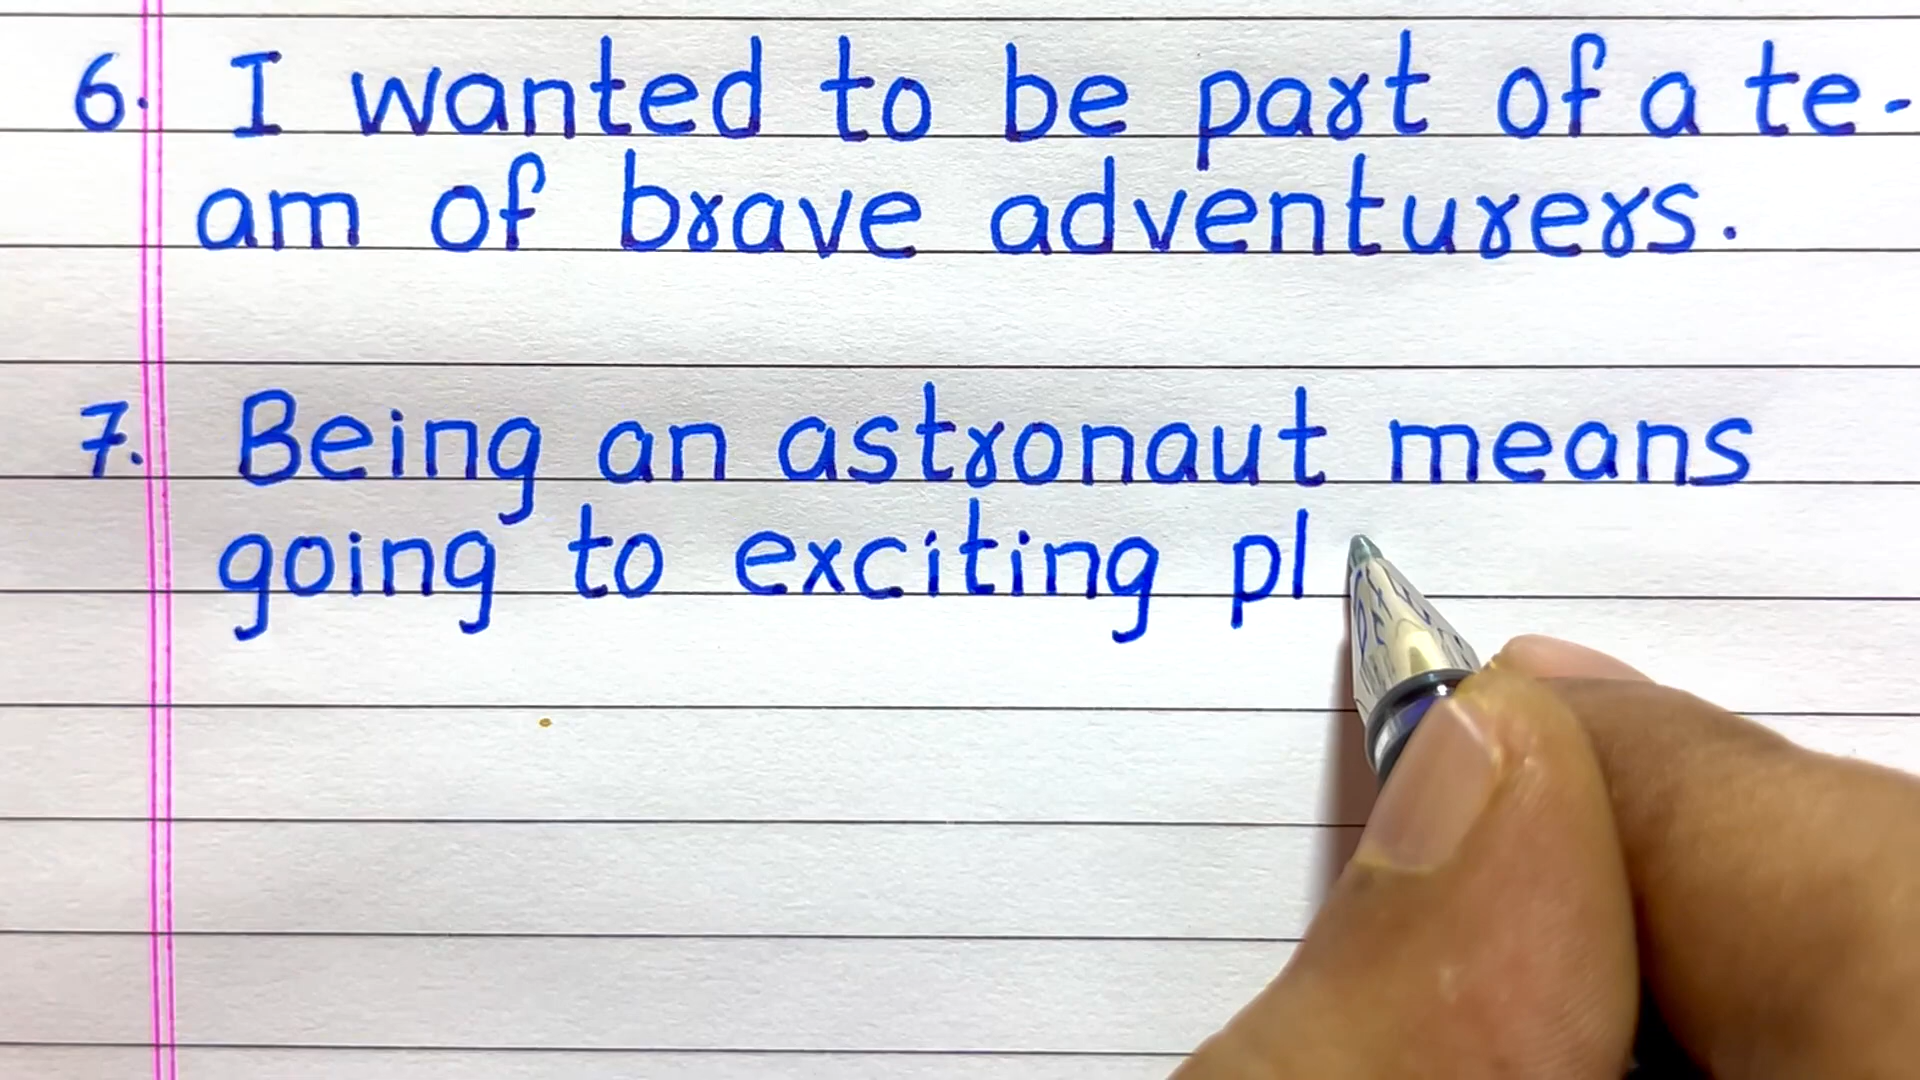 6. I wanted to be part of a te-
am of brave adventurers.
7. Being an astronaut means
going to exciting pl